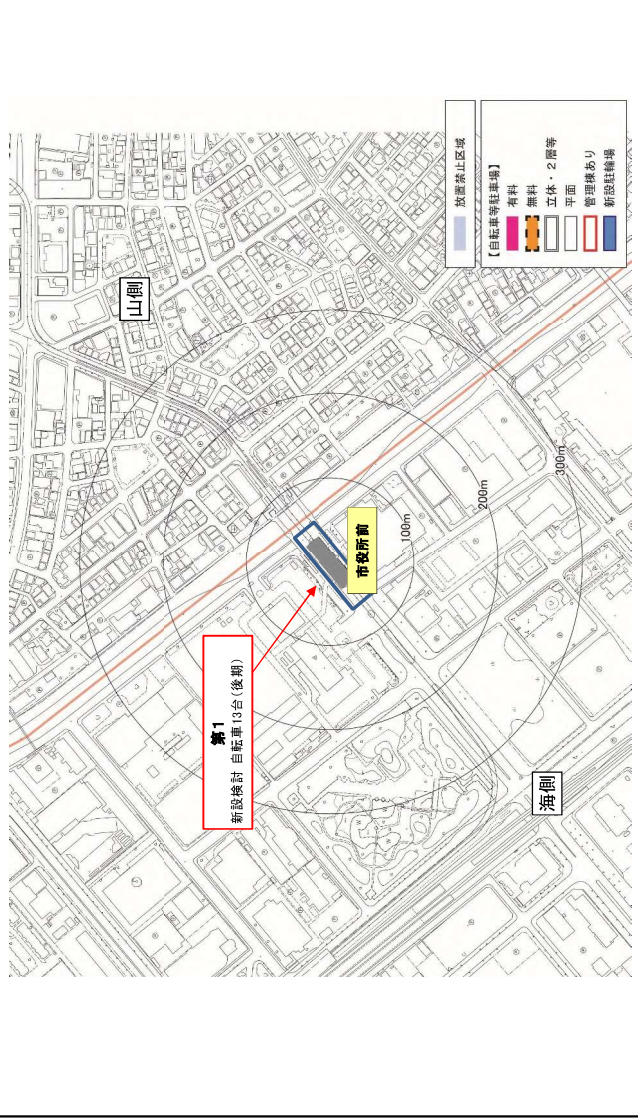 山側
第1
新設検討 自転車13台(後期)
市役所前
100m
200m
300m
海側
放置禁止区域
【自転車等駐車場】
有料
無料
立体・２層等
平面
管理棟あり
新設駐輪場